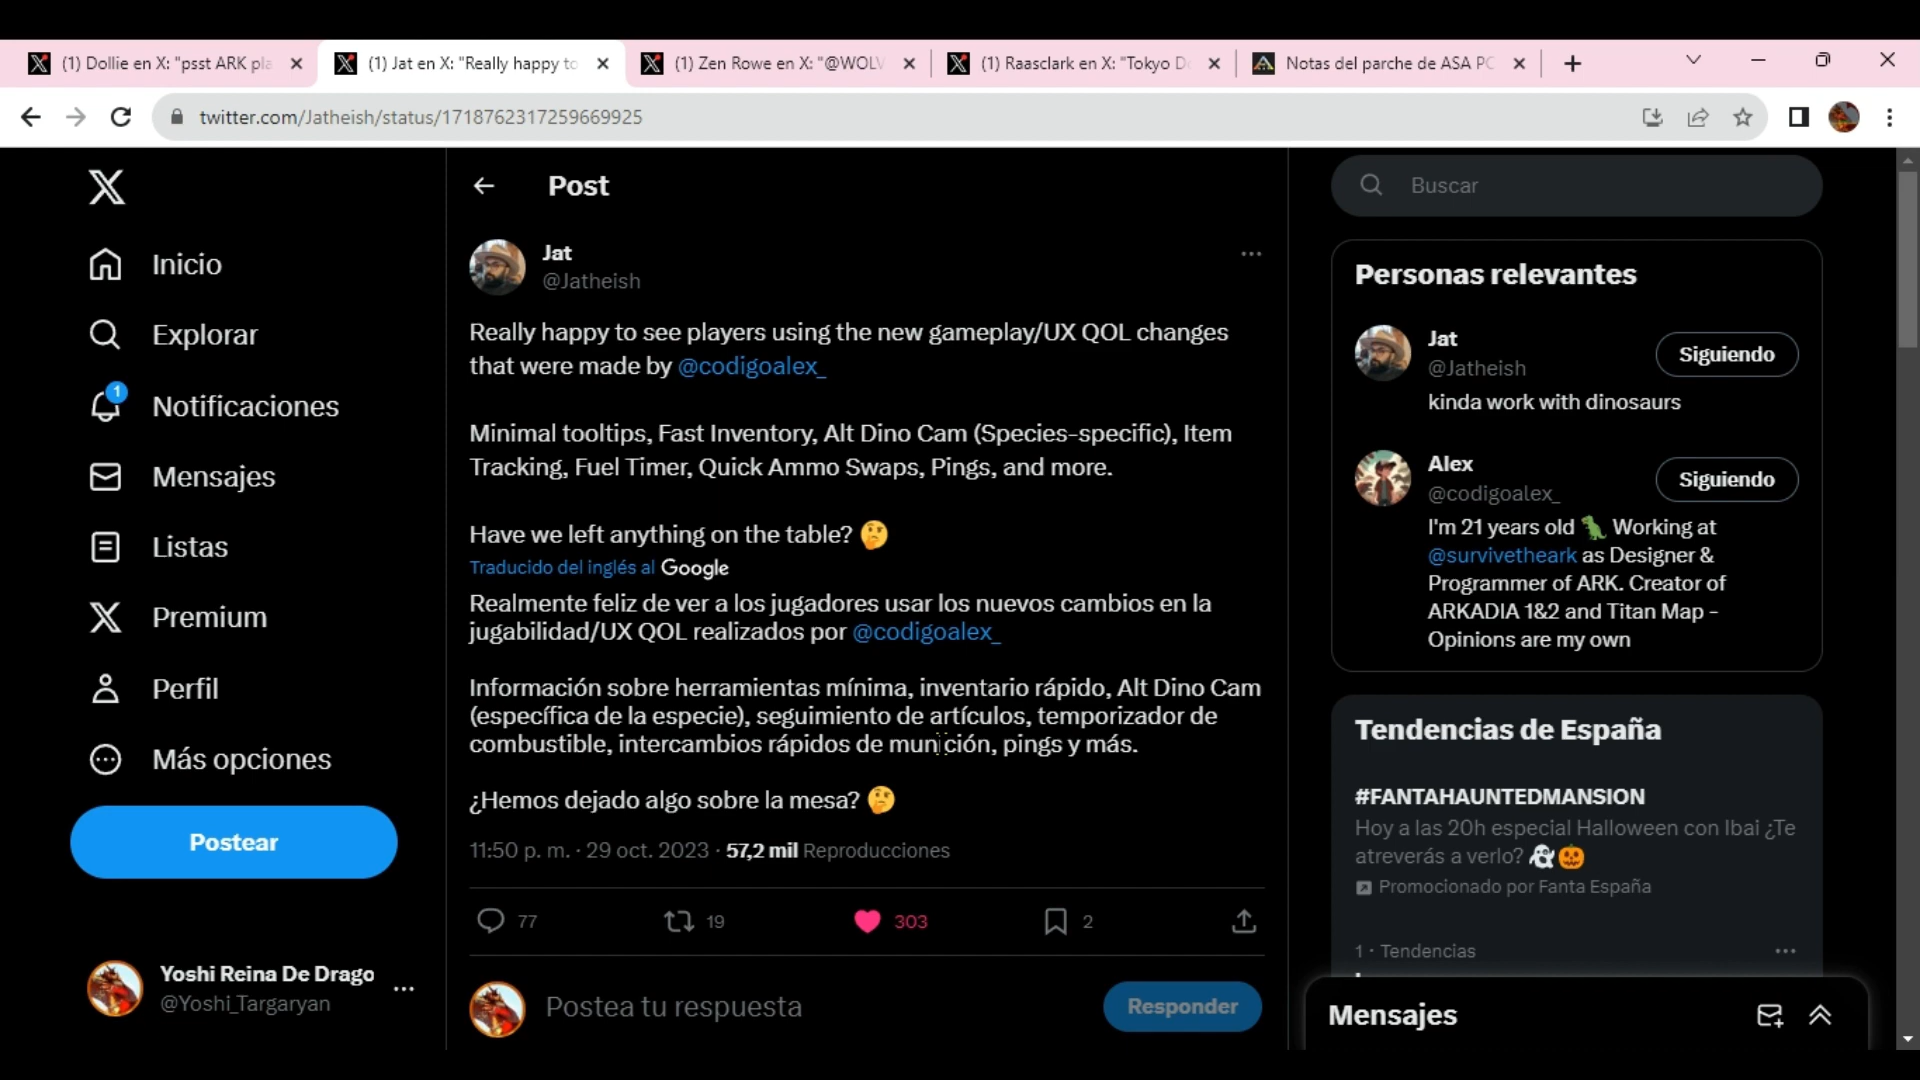 (1) Dollie en X: "psst ARK pla
(1) Jat en X: "Really happy to
(1) Zen Rowe en X: "@WOLV
(1) Raasclark en X: "Tokyo D
Notas del parche de ASA PC
twitter.com/Jatheish/status/1718762317259669925
Inicio
Explorar
1
Notificaciones
Mensajes
Listas
Premium
Perfil
Más opciones
Postear
Yoshi Reina De Drago
@Yoshi_Targaryan
Post
Jat
@Jatheish
Really happy to see players using the new gameplay/UX QOL changes
that were made by @codigoalex_
Minimal tooltips, Fast Inventory, Alt Dino Cam (Species-specific), Item
Tracking, Fuel Timer, Quick Ammo Swaps, Pings, and more.
Have we left anything on the table? 🤔
Traducido del inglés al Google
Realmente feliz de ver a los jugadores usar los nuevos cambios en la
jugabilidad/UX QOL realizados por @codigoalex_
Información sobre herramientas mínima, inventario rápido, Alt Dino Cam
(específica de la especie), seguimiento de artículos, temporizador de
combustible, intercambios rápidos de munición, pings y más.
¿Hemos dejado algo sobre la mesa? 🤔
11:50 p. m. · 29 oct. 2023 · 57,2 mil Reproducciones
77 19 303 2
Postea tu respuesta
Responder
Buscar
Personas relevantes
Jat
@Jatheish
Siguiendo
kinda work with dinosaurs
Alex
@codigoalex_
Siguiendo
I'm 21 years old 🦖 Working at
@survivetheark as Designer &
Programmer of ARK. Creator of
ARKADIA 1&2 and Titan Map -
Opinions are my own
Tendencias de España
#FANTAHAUNTEDMANSION
Hoy a las 20h especial Halloween con Ibai ¿Te
atreverás a verlo? 👻🎃
Promocionado por Fanta España
1 · Tendencias
Mensajes